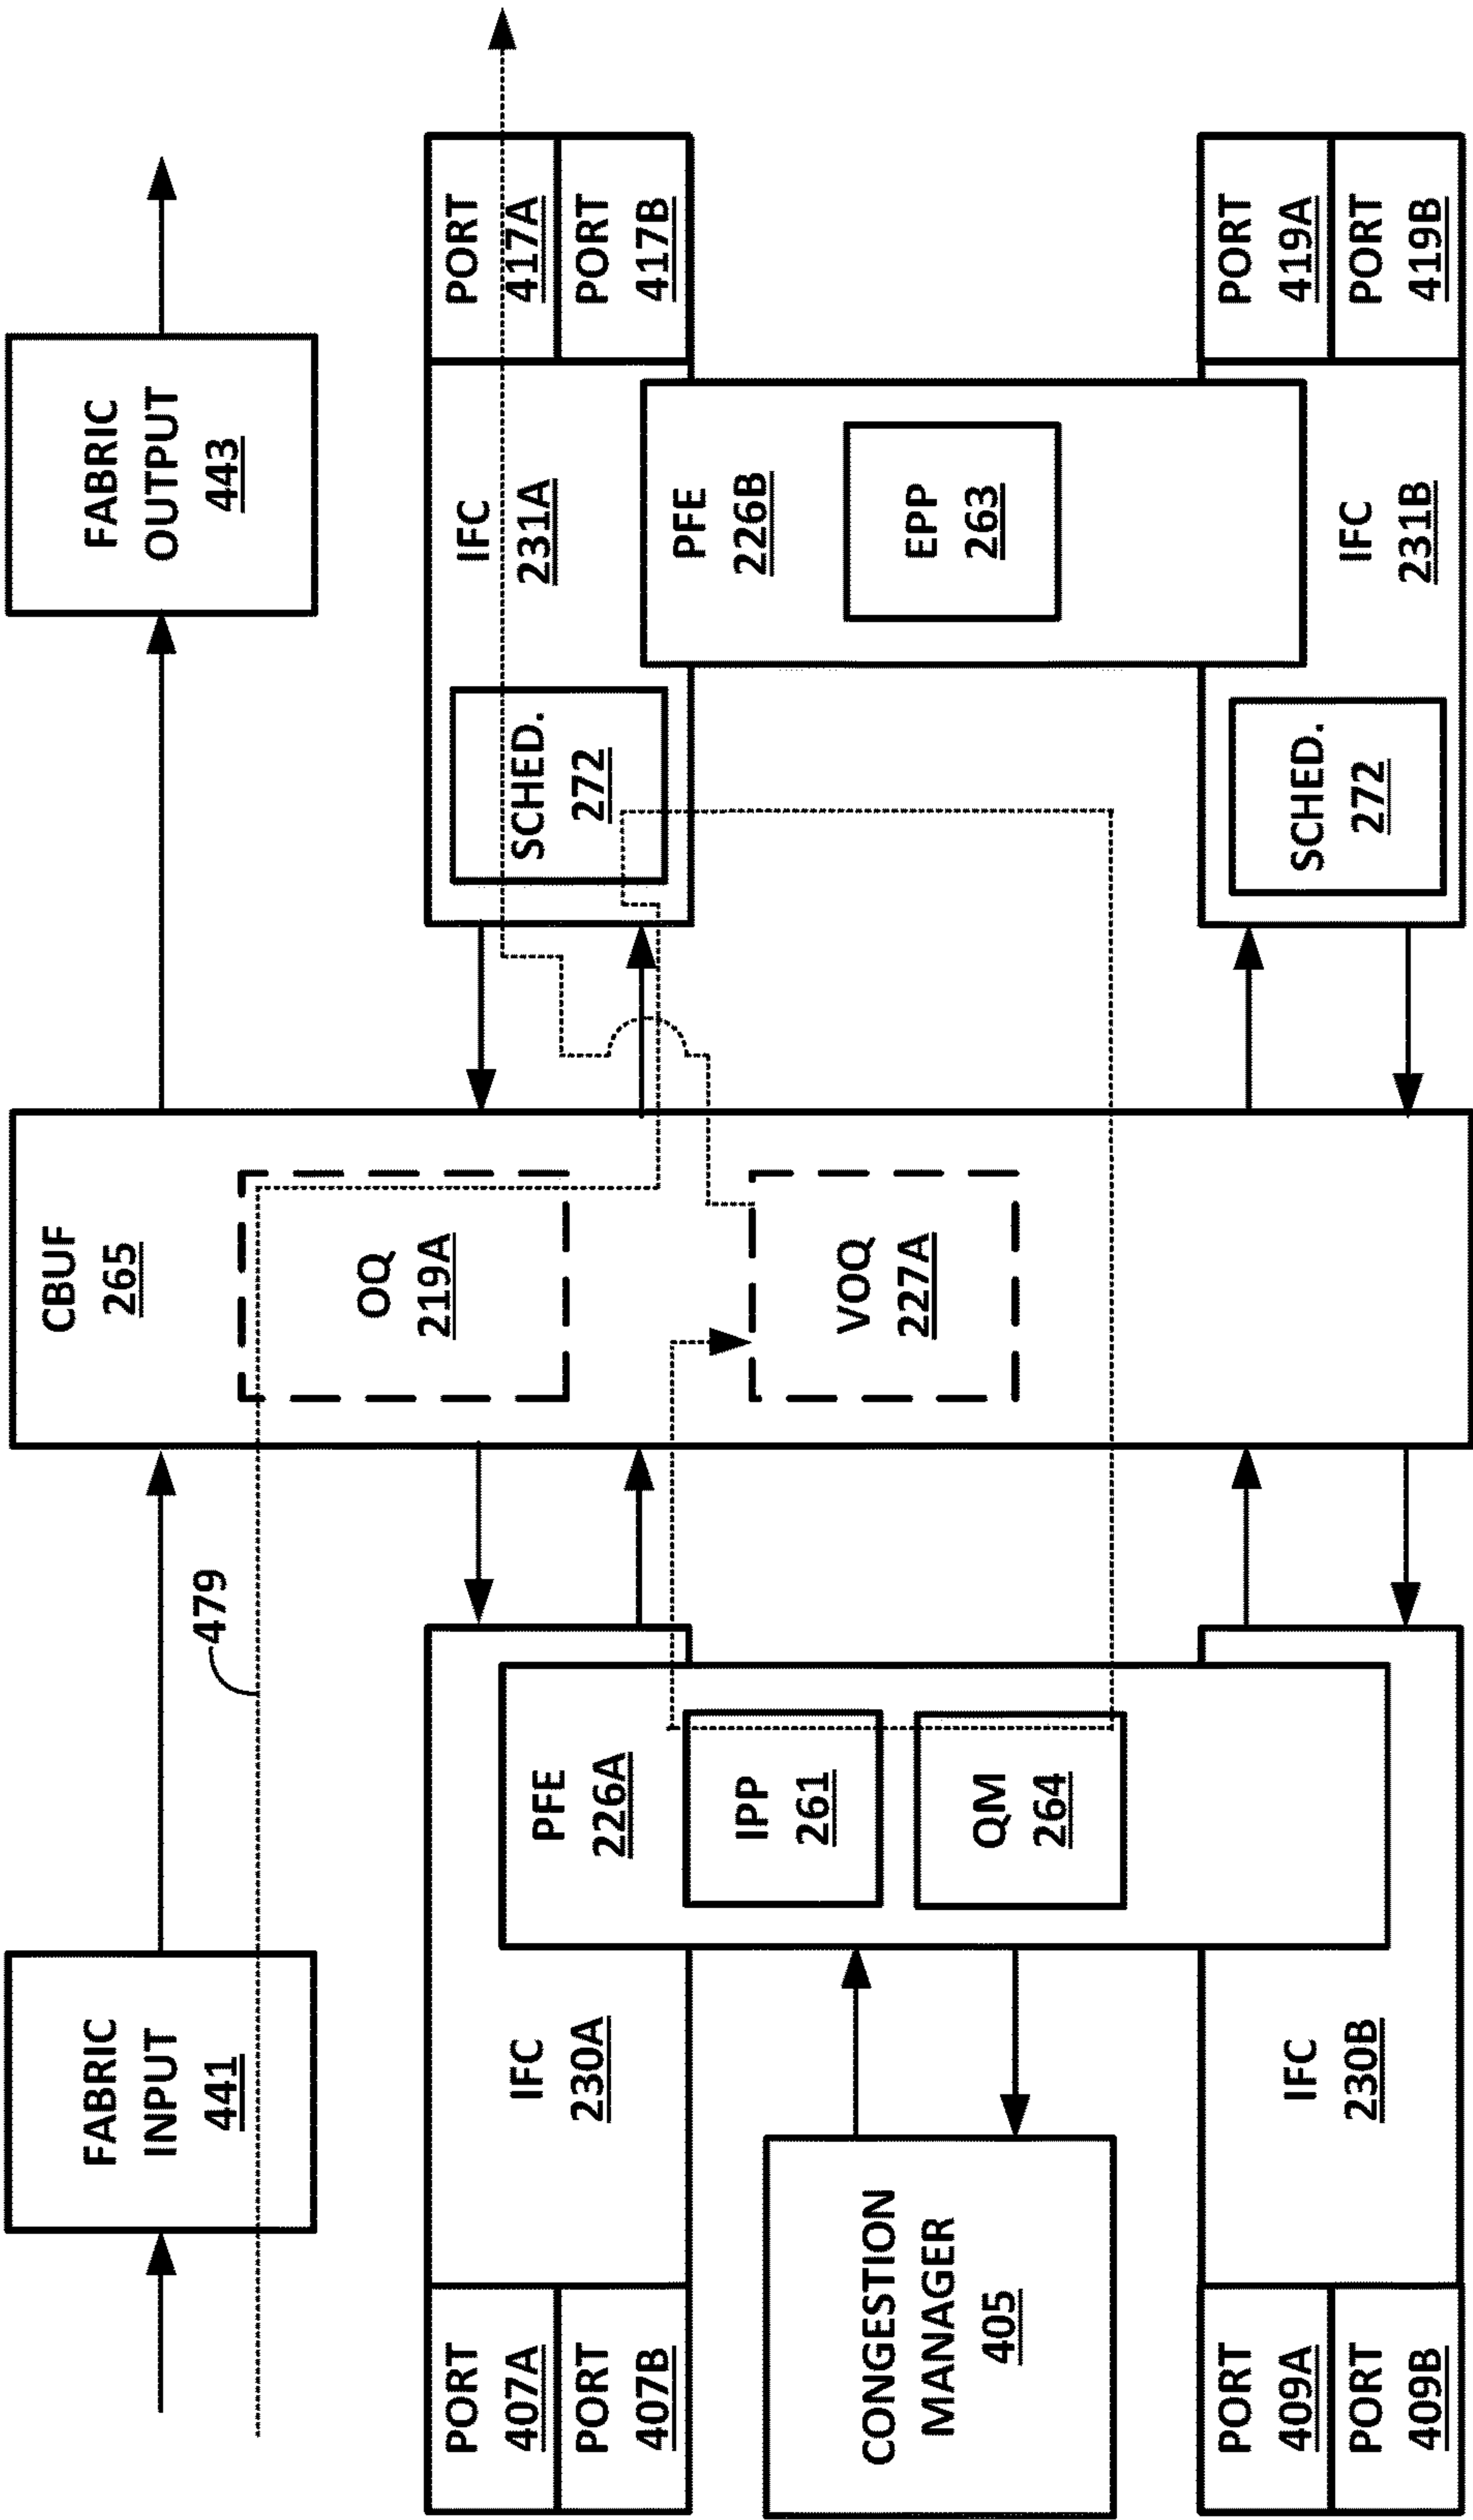 FABRIC
INPUT
441
479
CBUF
265
FABRIC
OUTPUT
443
OQ
219A
VOQ
227A
PORT
407A
PORT
407B
IFC
230A
PFE
226A
IPP
261
QM
264
CONGESTION
MANAGER
405
PORT
409A
PORT
409B
IFC
230B
SCHED.
272
IFC
231A
PORT
417A
PORT
417B
PFE
226B
EPP
263
SCHED.
272
IFC
231B
PORT
419A
PORT
419B